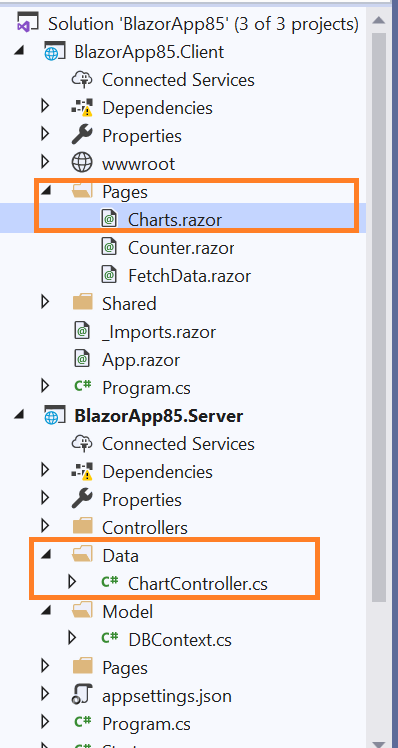 Solution 'BlazorApp85' (3 of 3 projects)
BlazorApp85.Client
Connected Services
Dependencies
Properties
wwwroot
Pages
Charts.razor
Counter.razor
FetchData.razor
Shared
_Imports.razor
App.razor
C# Program.cs
BlazorApp85.Server
Connected Services
Dependencies
Properties
Controllers
Data
C# ChartController.cs
Model
C# DBContext.cs
Pages
appsettings.json
C# Program.cs